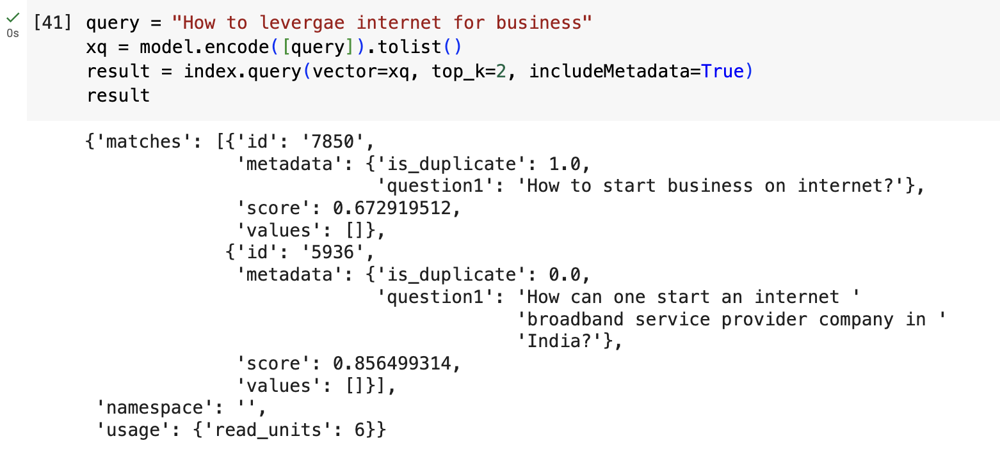 [41] query = "How to levergae internet for business"
0s xq = model.encode([query]).tolist()
result = index.query(vector=xq, top_k=2, includeMetadata=True)
result
{'matches': [{'id': '7850',
'metadata': {'is_duplicate': 1.0,
'question1': 'How to start business on internet?'},
'score': 0.672919512,
'values': []},
{'id': '5936',
'metadata': {'is_duplicate': 0.0,
'question1': 'How can one start an internet '
'broadband service provider company in '
'India?'},
'score': 0.856499314,
'values': []}],
'namespace': '',
'usage': {'read_units': 6}}